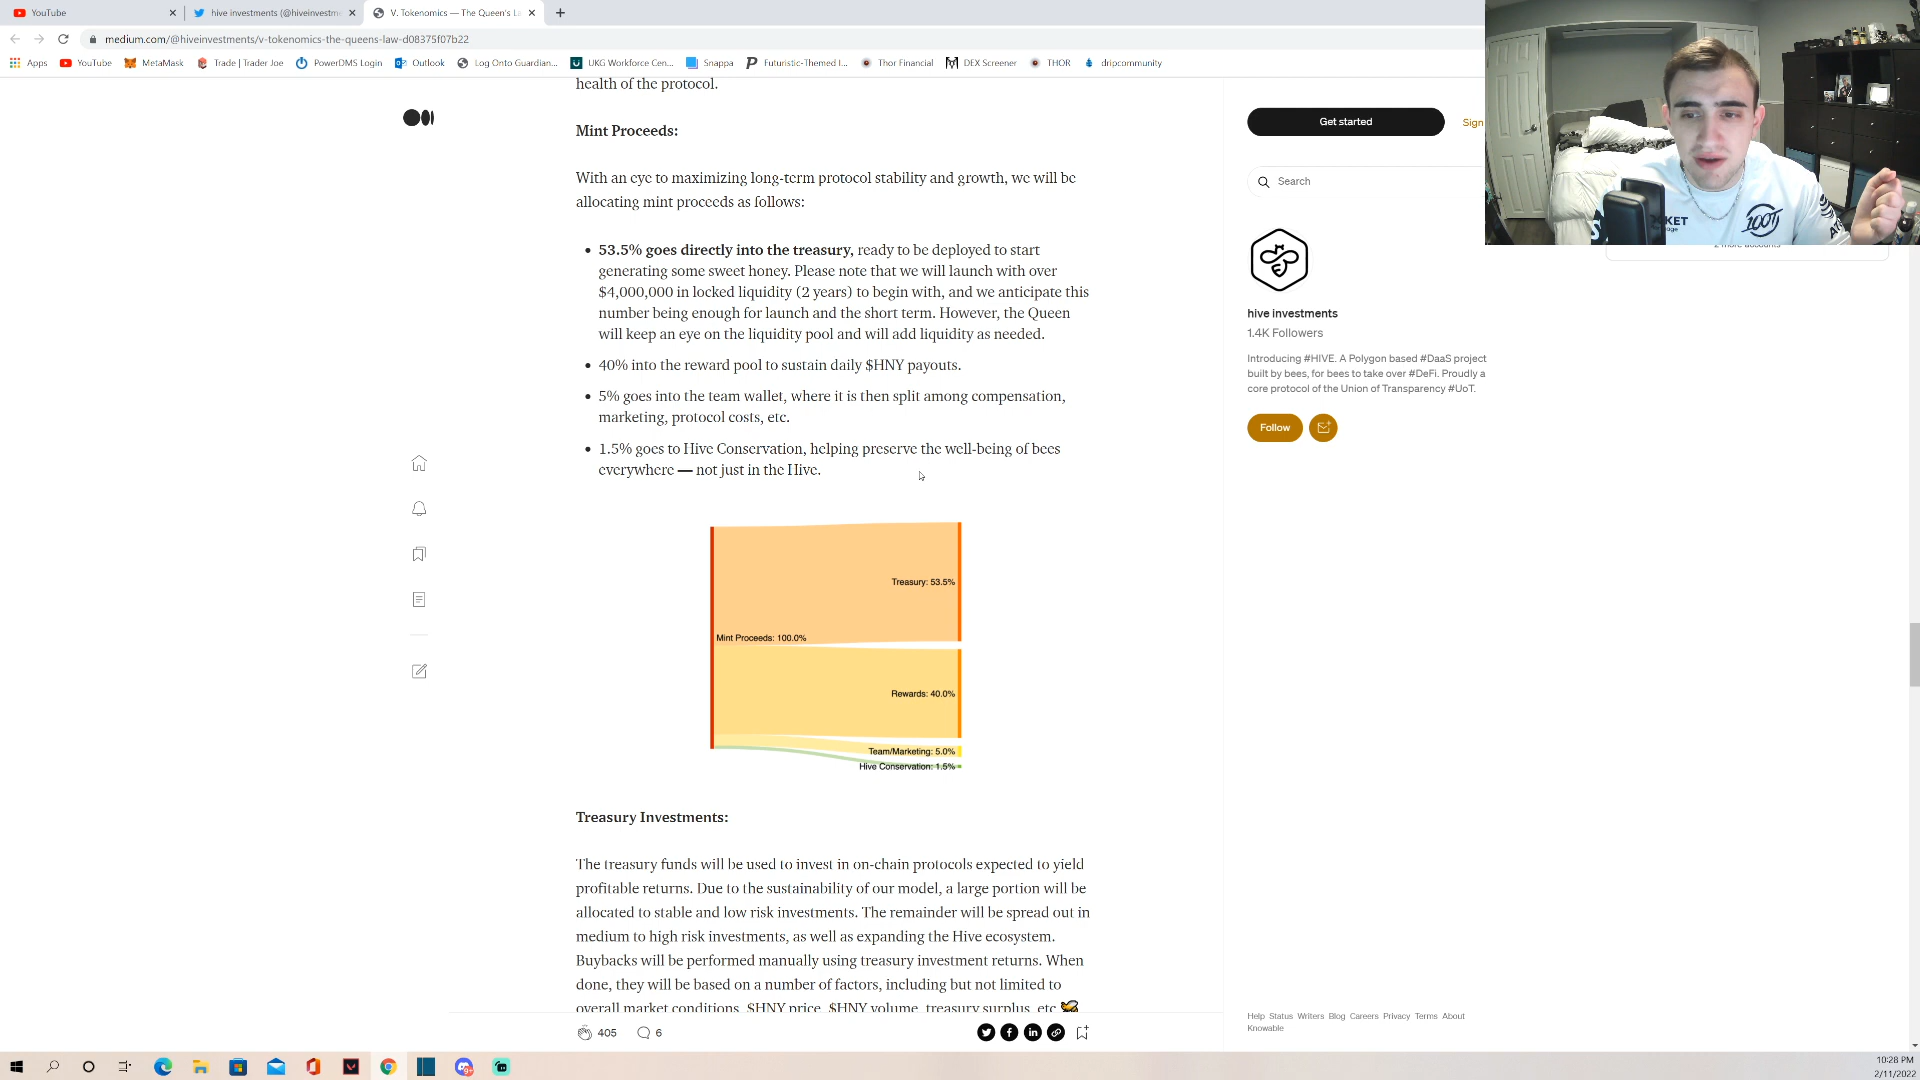 YouTube
hive investments (@hiveinvestm
V. Tokenomics — The Queen's L
medium.com/@hiveinvestments/v-tokenomics-the-queens-law-d08375f07b22
Apps YouTube MetaMask Trade | Trader Joe PowerDMS Login Outlook Log Onto Guardian... UKG Workforce Cen... Snappa Futuristic-Themed I... Thor Financial DEX Screener THOR dripcommunity
health of the protocol.
Mint Proceeds:
With an eye to maximizing long-term protocol stability and growth, we will be
allocating mint proceeds as follows:
• 53.5% goes directly into the treasury, ready to be deployed to start
generating some sweet honey. Please note that we will launch with over
$4,000,000 in locked liquidity (2 years) to begin with, and we anticipate this
number being enough for launch and the short term. However, the Queen
will keep an eye on the liquidity pool and will add liquidity as needed.
• 40% into the reward pool to sustain daily $HNY payouts.
• 5% goes into the team wallet, where it is then split among compensation,
marketing, protocol costs, etc.
• 1.5% goes to Hive Conservation, helping preserve the well-being of bees
everywhere — not just in the Hive.
Treasury: 53.5%
Mint Proceeds: 100.0%
Rewards: 40.0%
Team/Marketing: 5.0%
Hive Conservation: 1.5%
Treasury Investments:
The treasury funds will be used to invest in on-chain protocols expected to yield
profitable returns. Due to the sustainability of our model, a large portion will be
allocated to stable and low risk investments. The remainder will be spread out in
medium to high risk investments, as well as expanding the Hive ecosystem.
Buybacks will be performed manually using treasury investment returns. When
done, they will be based on a number of factors, including but not limited to
overall market conditions, $HNY price, $HNY volume, treasury surplus, etc
405
6
Get started
Sign
Search
hive investments
1.4K Followers
Introducing #HIVE. A Polygon based #DaaS project
built by bees, for bees to take over #DeFi. Proudly a
core protocol of the Union of Transparency #UoT.
Follow
Help Status Writers Blog Careers Privacy Terms About
Knowable
KET
100T
10:28 PM
2/11/2022